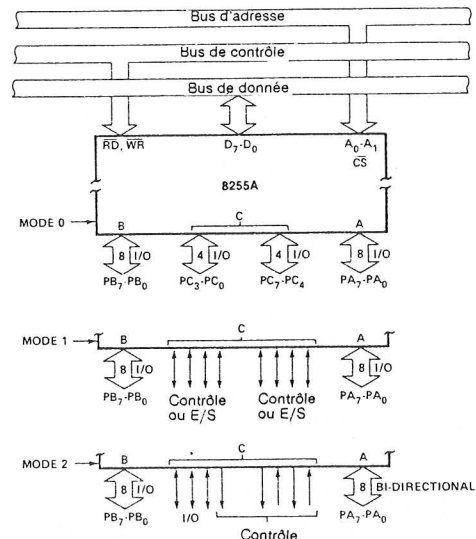 Bus d'adresse
Bus de contrôle
Bus de donnée
RD, WR D7-D0 A0-A1
CS
8255A
MODE 0 B C A
8 I/O 4 I/O 4 I/O 8 I/O
PB7-PB0 PC3-PC0 PC7-PC4 PA7-PA0
MODE 1 B C A
8 I/O 8 I/O
PB7-PB0 Contrôle ou E/S Contrôle ou E/S PA7-PA0
MODE 2 B C A
8 I/O 8 BI-DIRECTIONAL
PB7-PB0 I/O PA7-PA0
Contrôle